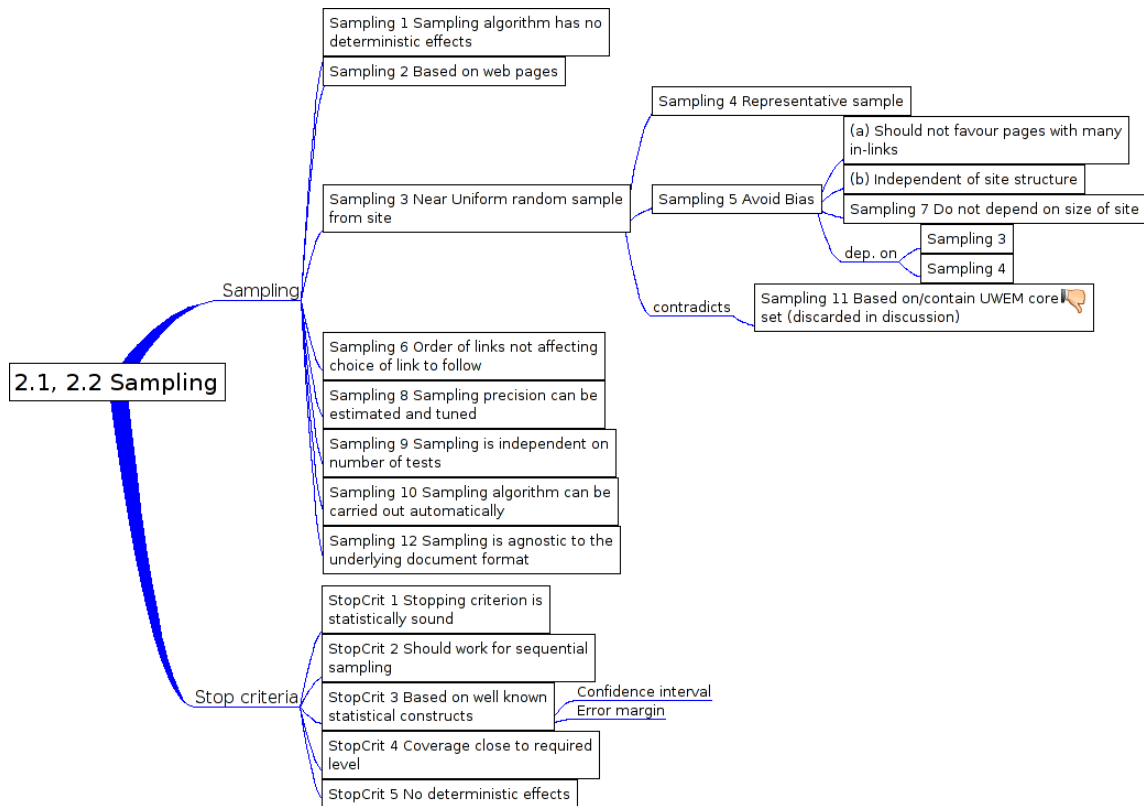 Sampling 1 Sampling algorithm has no
deterministic effects
Sampling 2 Based on web pages
Sampling 4 Representative sample
(a) Should not favour pages with many
in-links
(b) Independent of site structure
Sampling 3 Near Uniform random sample
from site
Sampling 5 Avoid Bias
Sampling 7 Do not depend on size of site
dep. on
Sampling 3
Sampling 4
Sampling
contradicts
Sampling 11 Based on/contain UWEM core
set (discarded in discussion)
2.1, 2.2 Sampling
Sampling 6 Order of links not affecting
choice of link to follow
Sampling 8 Sampling precision can be
estimated and tuned
Sampling 9 Sampling is independent on
number of tests
Sampling 10 Sampling algorithm can be
carried out automatically
Sampling 12 Sampling is agnostic to the
underlying document format
StopCrit 1 Stopping criterion is
statistically sound
StopCrit 2 Should work for sequential
sampling
Stop criteria
StopCrit 3 Based on well known
statistical constructs
Confidence interval
Error margin
StopCrit 4 Coverage close to required
level
StopCrit 5 No deterministic effects